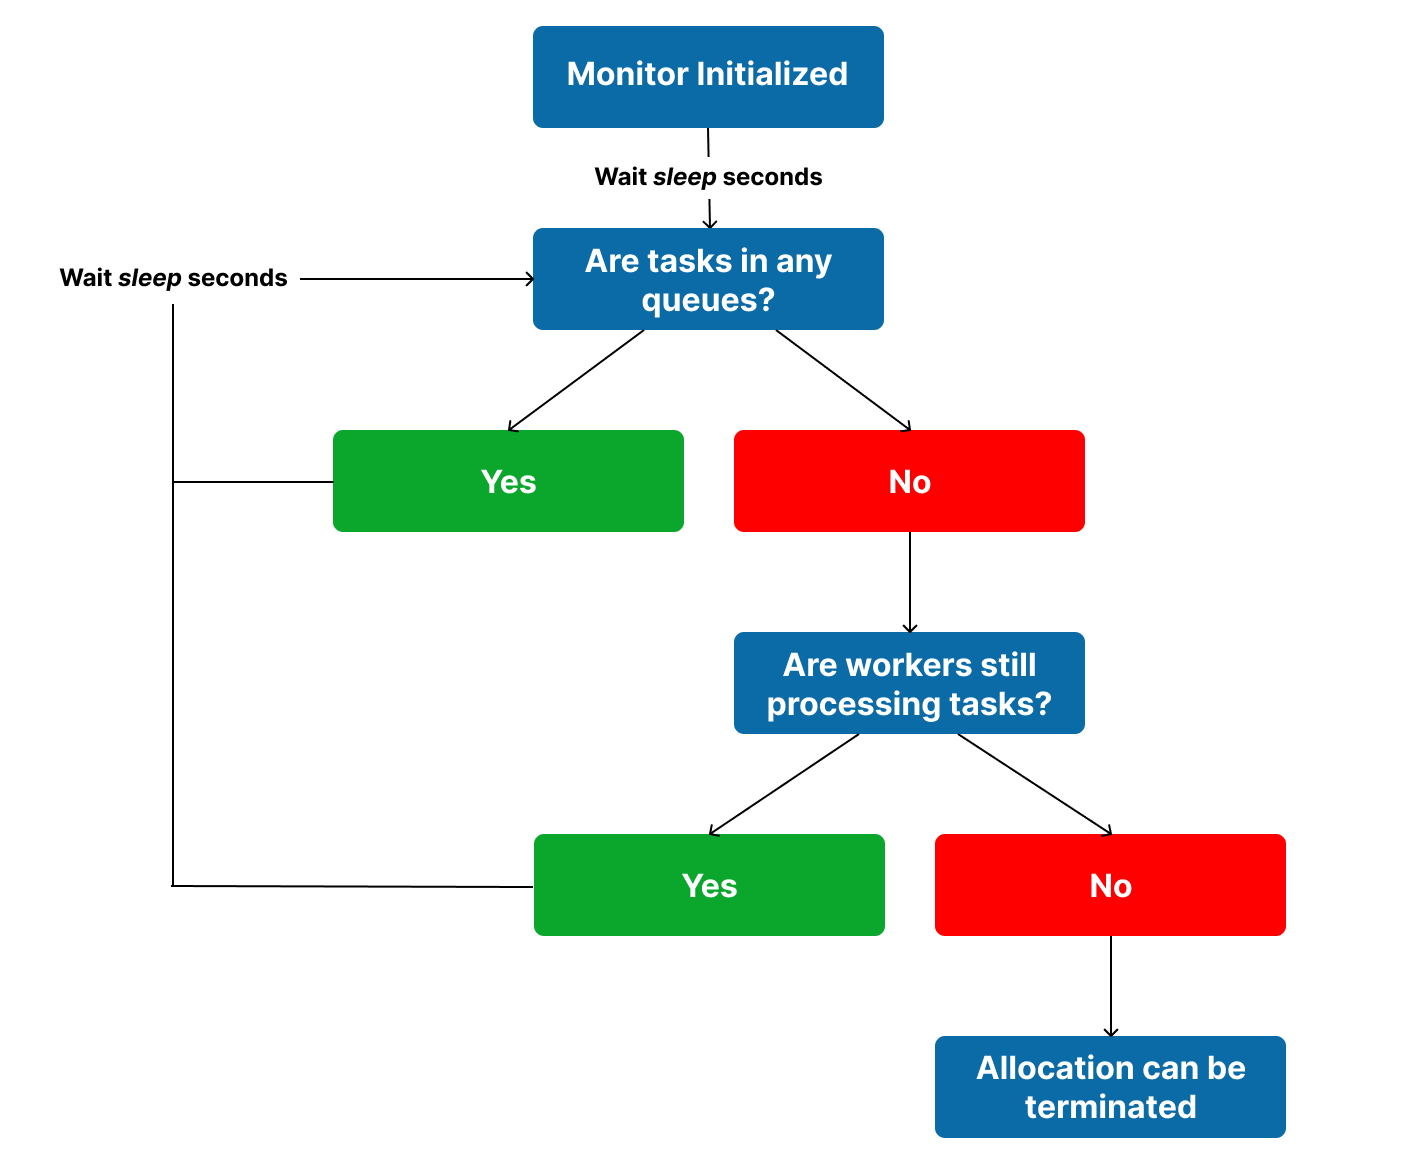 Monitor Initialized
Wait sleep seconds
Are tasks in any
queues?
Wait sleep seconds
Yes
No
Are workers still
processing tasks?
Yes
No
Allocation can be
terminated